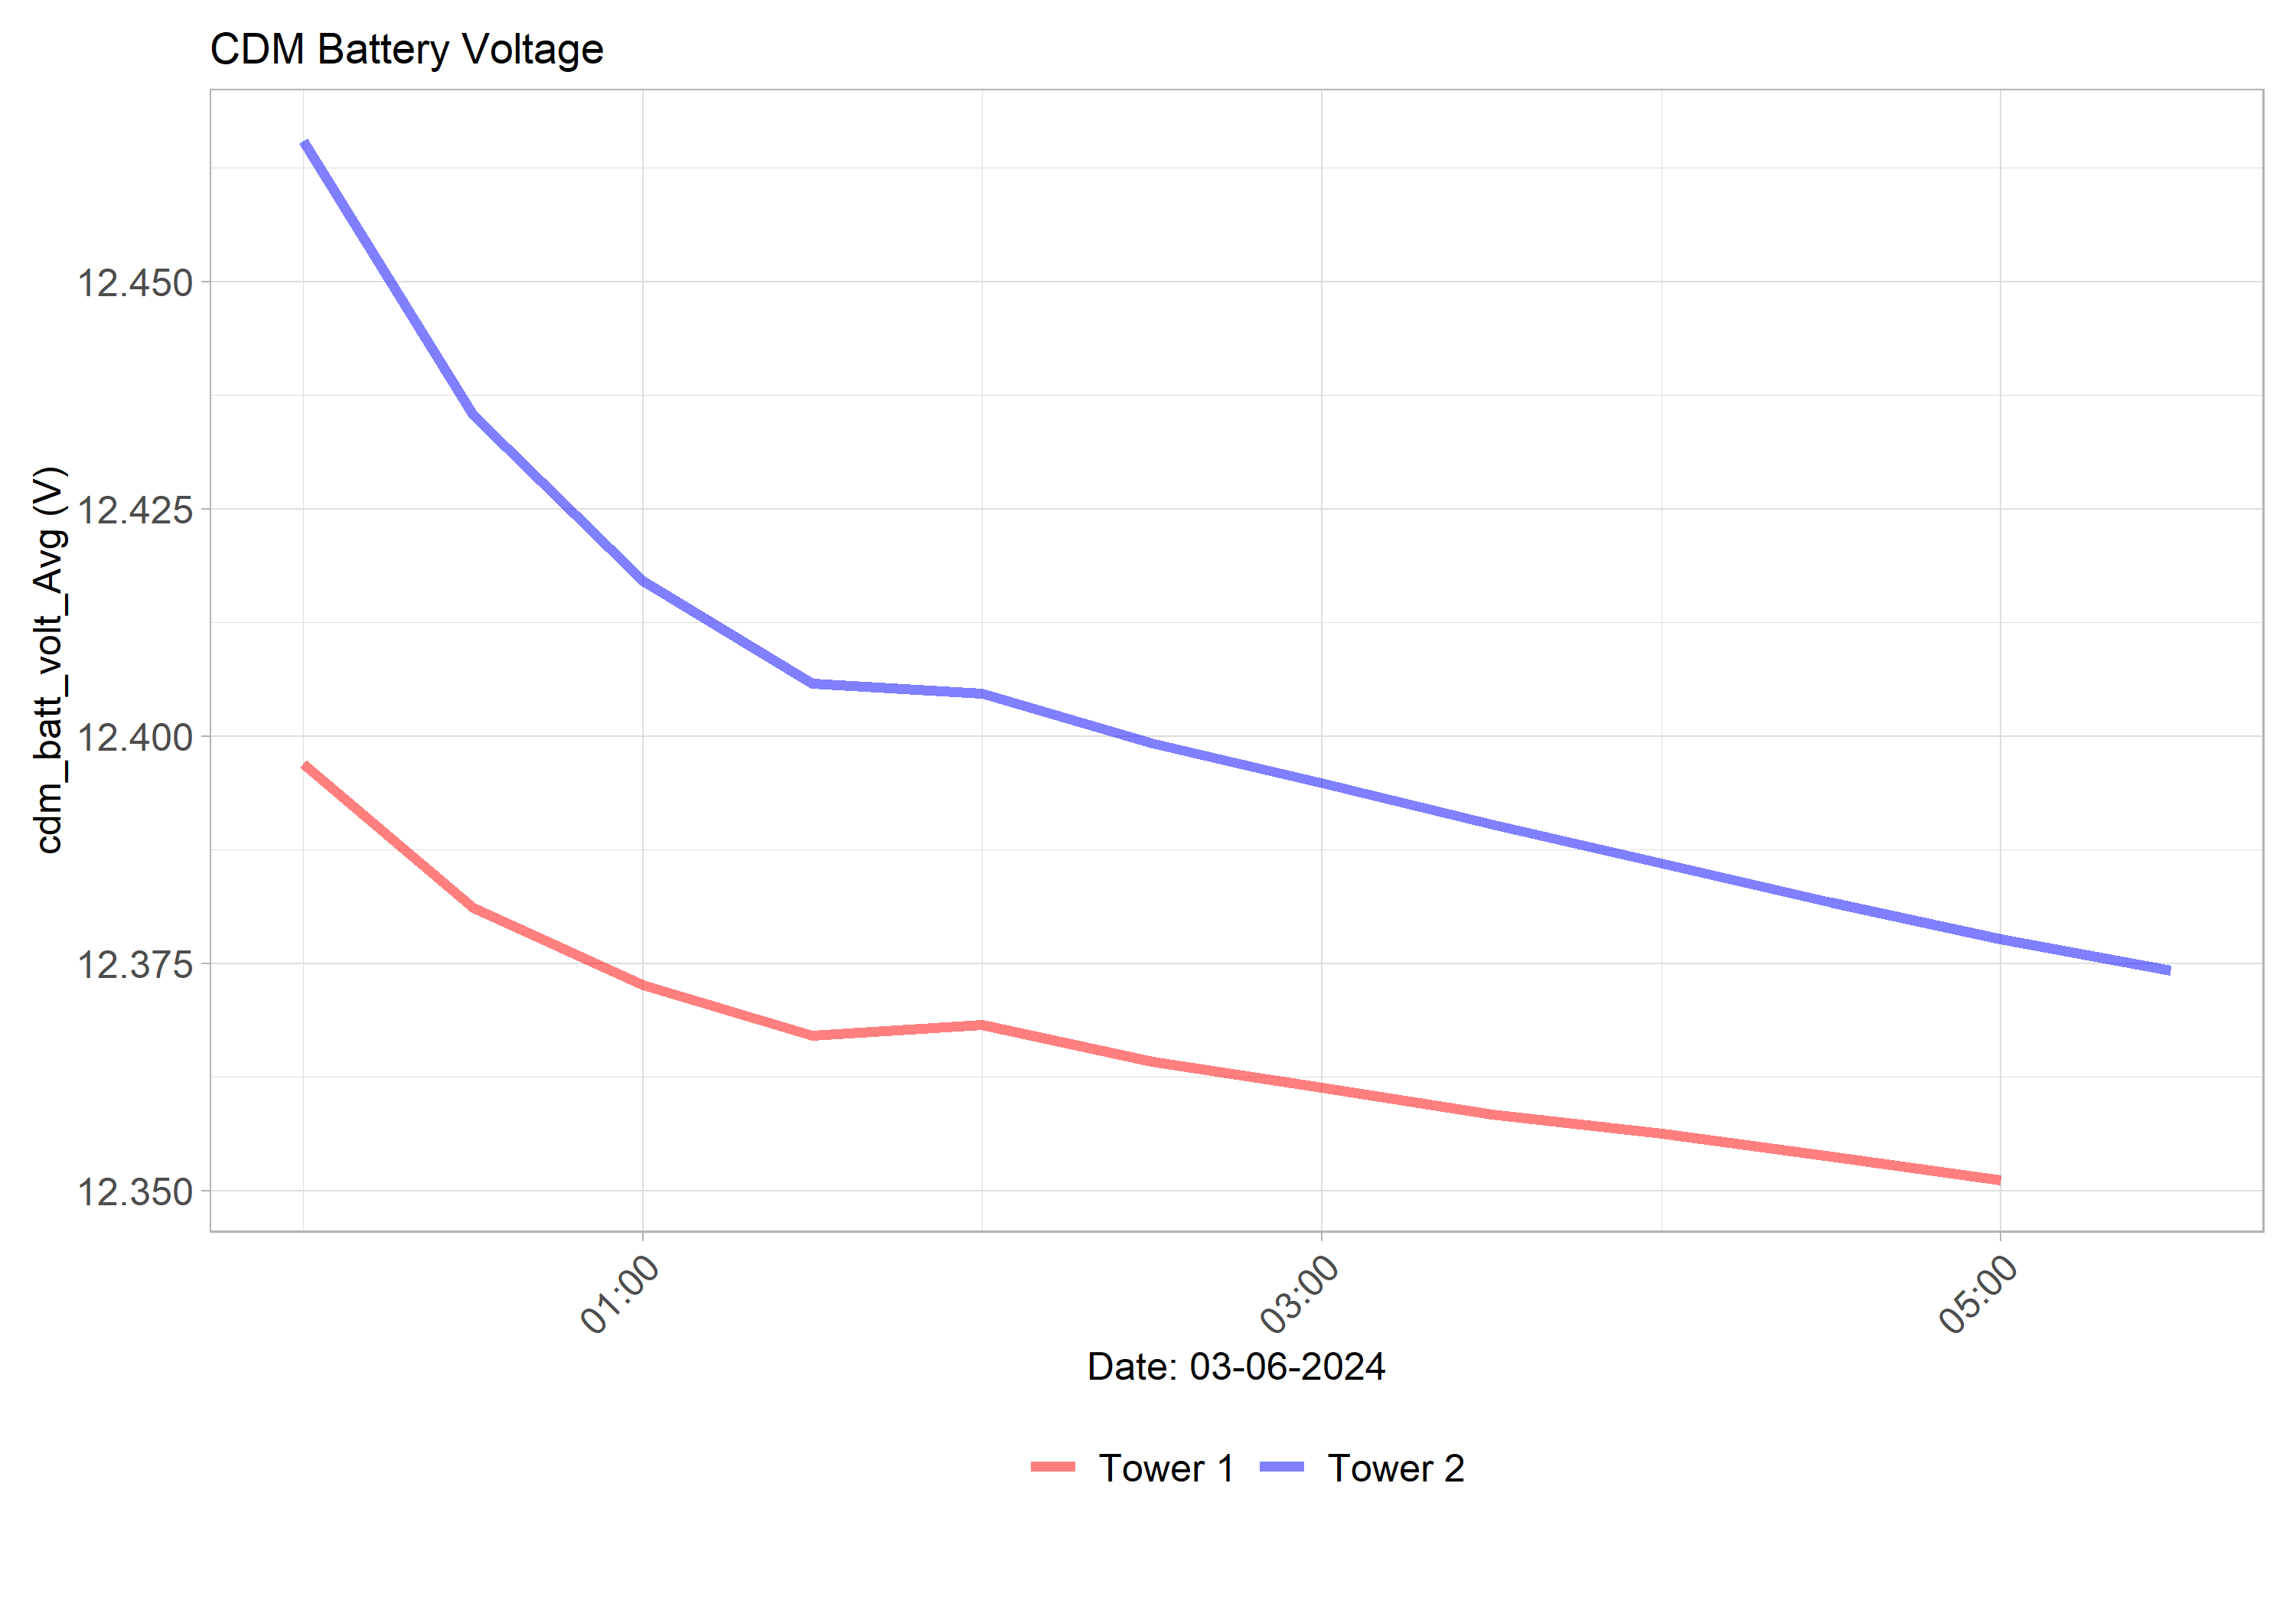 CDM Battery Voltage
cdm_batt_volt_Avg (V)
12.450
12.425
12.400
12.375
12.350
01:00
03:00
05:00
Date: 03-06-2024
Tower 1
Tower 2